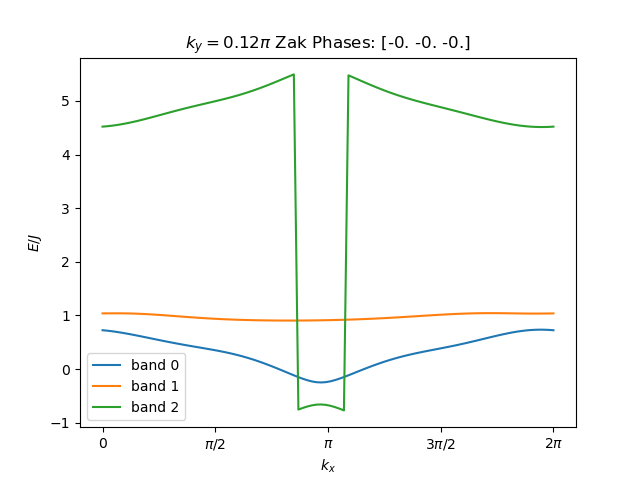 $k_y = 0.12\pi$ Zak Phases: [-0. -0. -0.]
E/J
5
4
3
2
1
0
−1
band 0
band 1
band 2
0
π/2
π
3π/2
2π
$k_x$